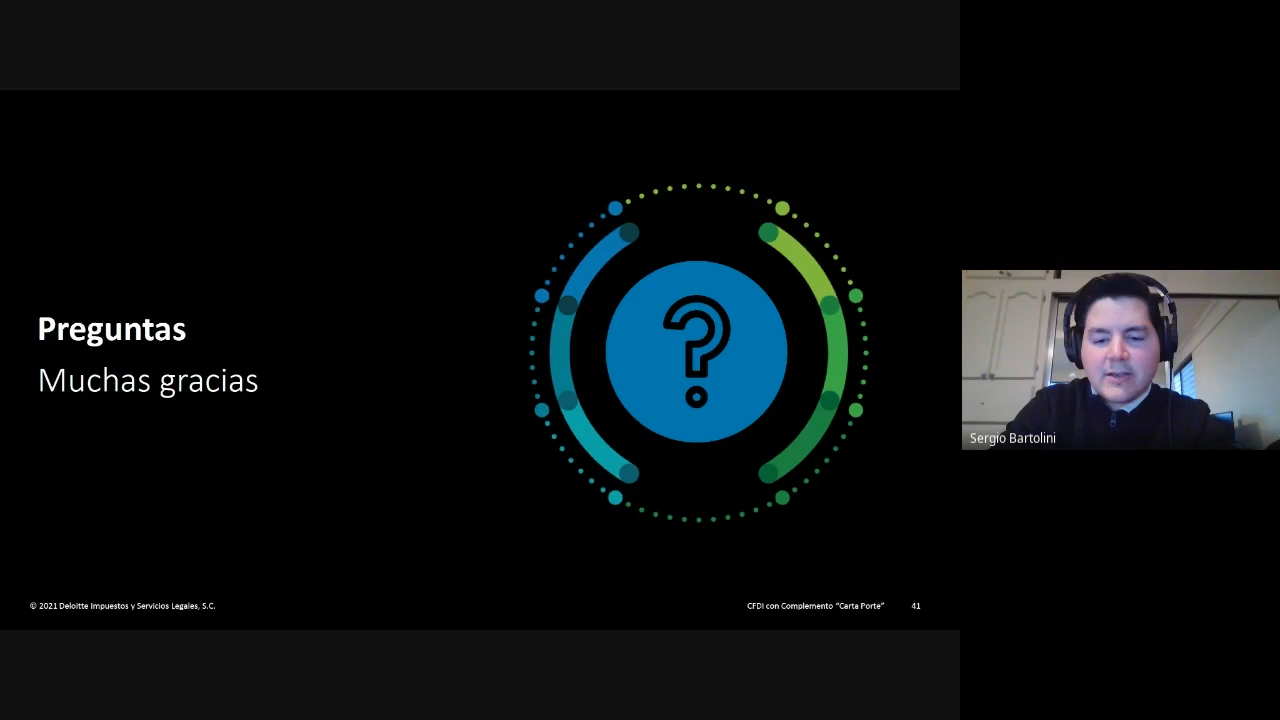 Preguntas
Muchas gracias
Sergio Bartolini
© 2021 Deloitte Impuestos y Servicios Legales, S.C.
CFDI con Complemento “Carta Porte”
41